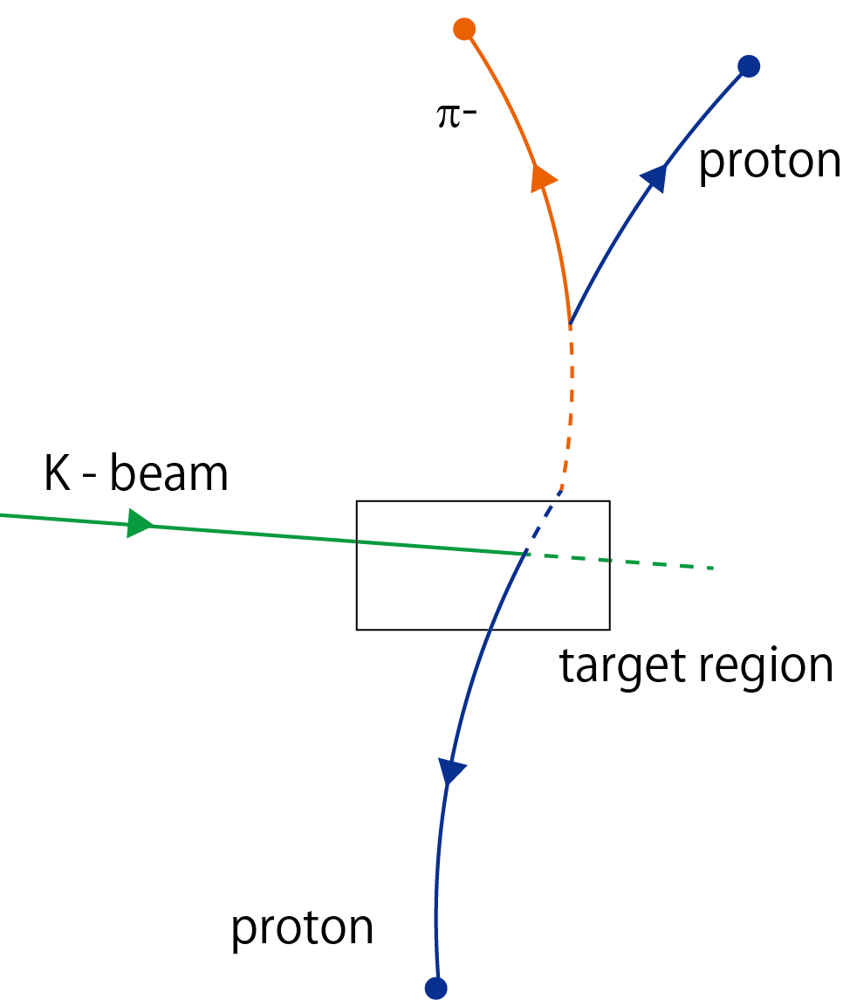 π-
proton
K - beam
target region
proton